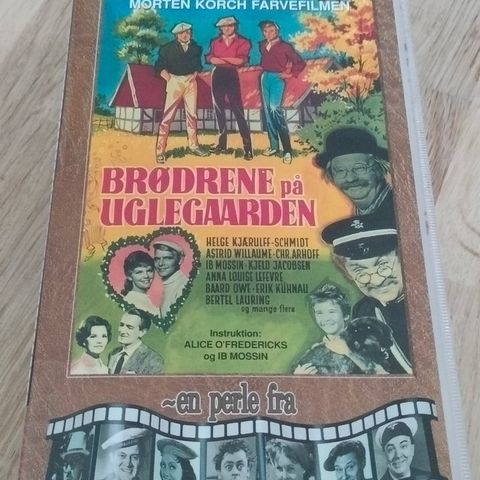 MORTEN KORCH FARVEFILMEN
BRØDRENE på
UGLEGAARDEN
HELGE KJÆRULFF-SCHMIDT
ASTRID WILLAUME - CHR. ARHOFF
IB MOSSIN - KJELD JACOBSEN
ANNA LOUISE LEFEVRE
BAARD OWE - ERIK KÜHNAU
BERTEL LAURING
og mange flere
Instruktion:
ALICE O'FREDERICKS
og IB MOSSIN
~en perle fra